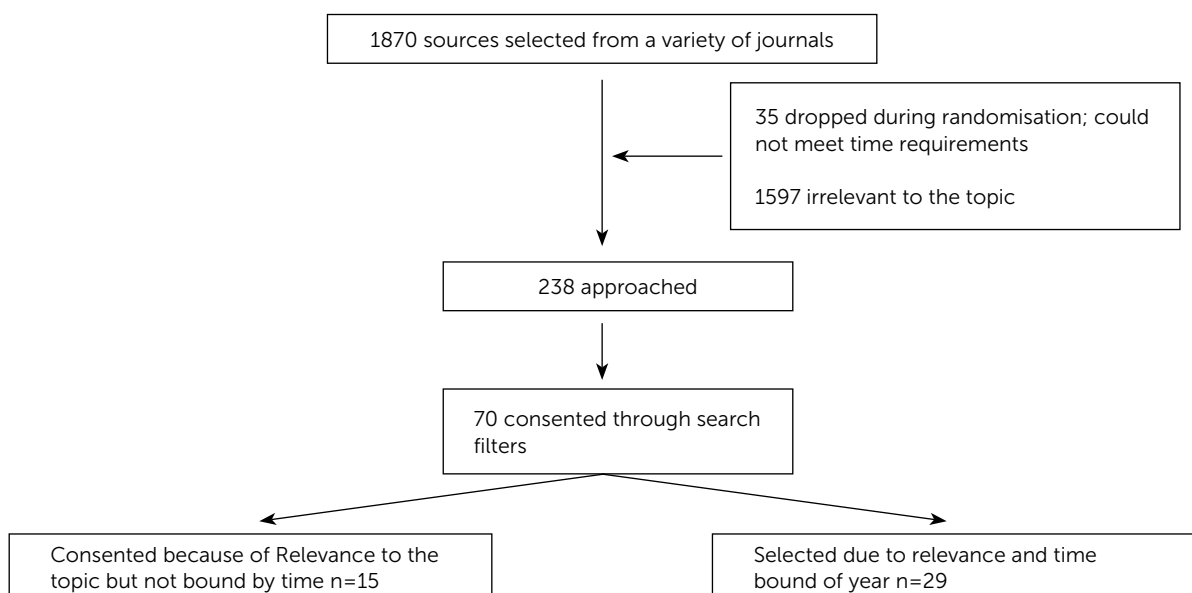 1870 sources selected from a variety of journals
35 dropped during randomisation; could
not meet time requirements
1597 irrelevant to the topic
238 approached
70 consented through search
filters
Consented because of Relevance to the
topic but not bound by time n=15
Selected due to relevance and time
bound of year n=29